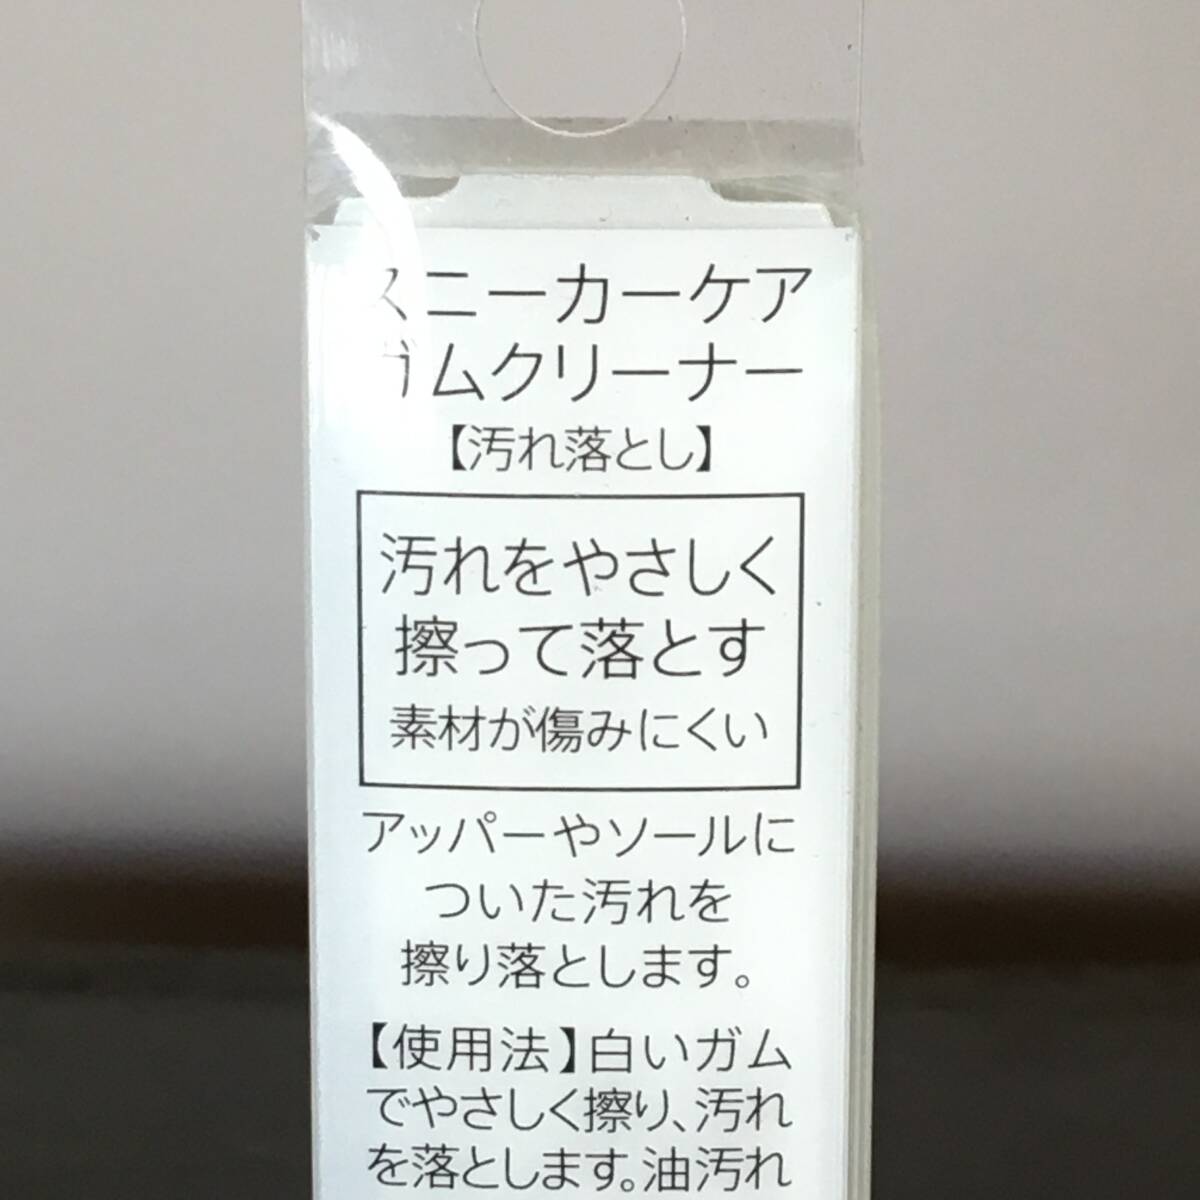 スニーカーケア
ガムクリーナー
【汚れ落とし】
汚れをやさしく
擦って落とす
素材が傷みにくい
アッパーやソールに
ついた汚れを
擦り落とします。
【使用法】白いガム
でやさしく擦り、汚れ
を落とします。油汚れ